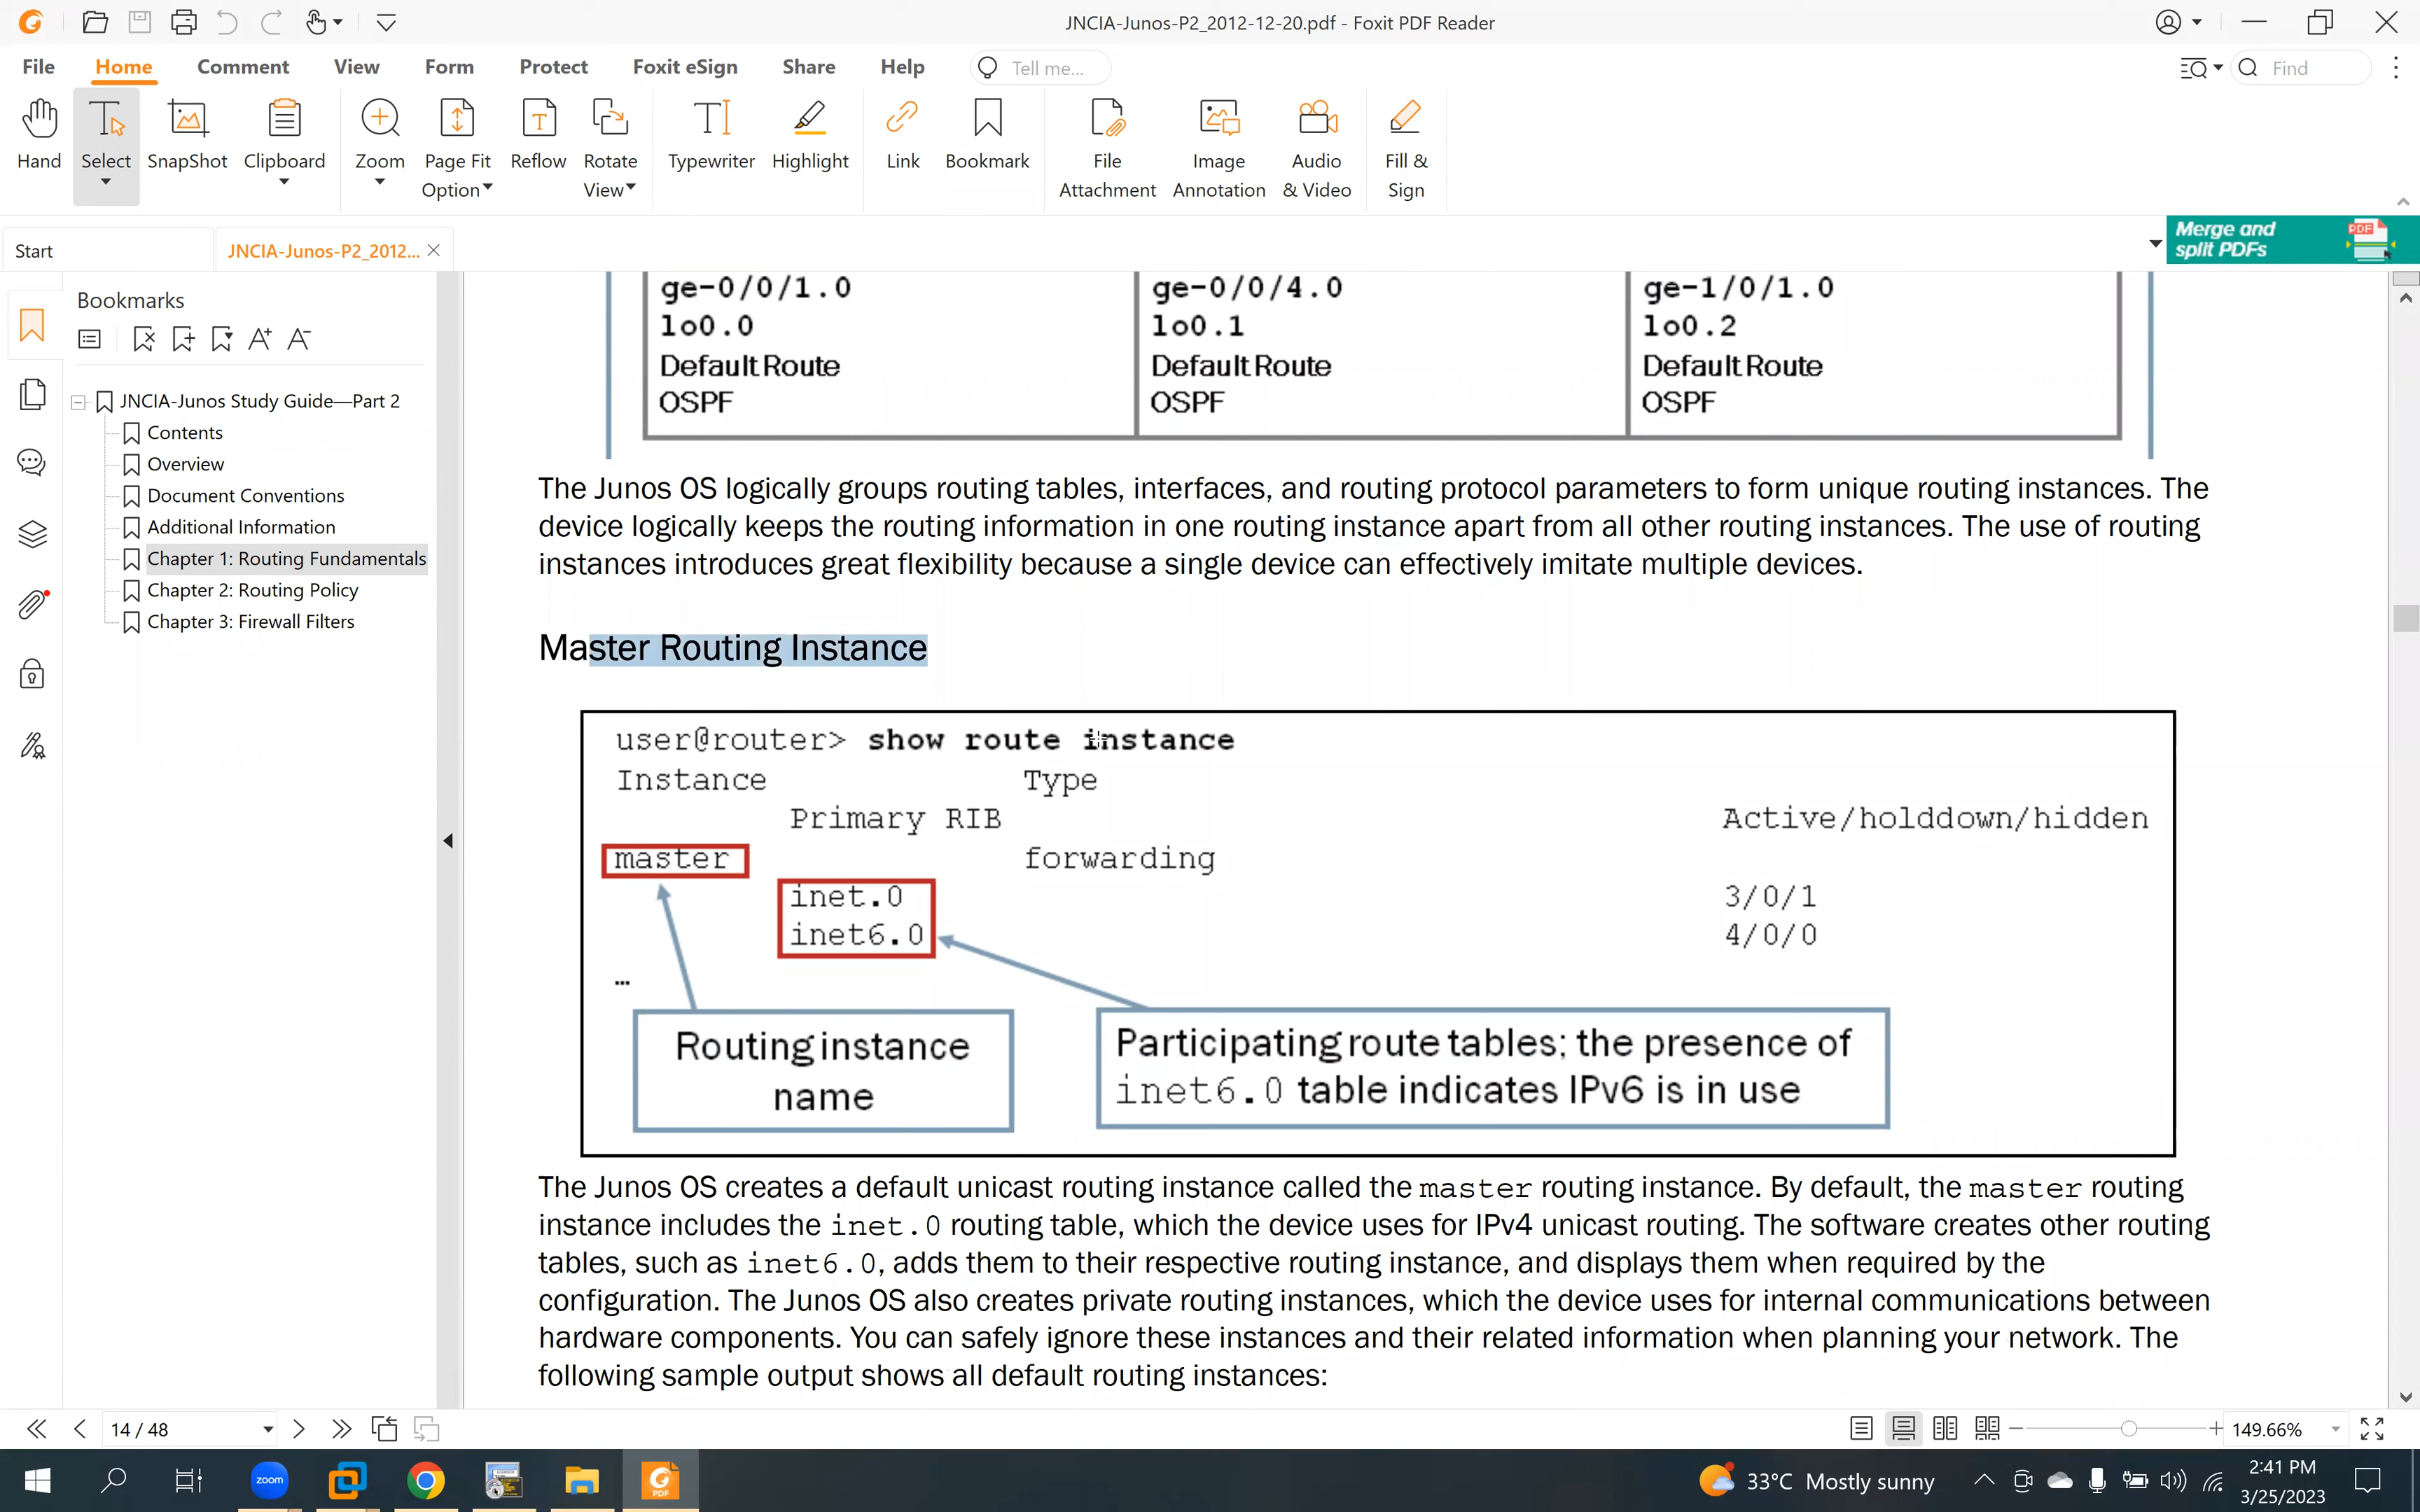 JNCIA-Junos-P2_2012-12-20.pdf - Foxit PDF Reader
File Home Comment View Form Protect Foxit eSign Share Help Tell me... Find
Hand Select SnapShot Clipboard Zoom Page Fit Option Reflow Rotate View Typewriter Highlight Link Bookmark File Attachment Image Annotation Audio & Video Fill & Sign
Start
JNCIA-Junos-P2_2012...
Merge and
split PDFs
PDF
Bookmarks
JNCIA-Junos Study Guide—Part 2
Contents
Overview
Document Conventions
Additional Information
Chapter 1: Routing Fundamentals
Chapter 2: Routing Policy
Chapter 3: Firewall Filters
ge-0/0/1.0 ge-0/0/4.0 ge-1/0/1.0
lo0.0 lo0.1 lo0.2
Default Route Default Route Default Route
OSPF OSPF OSPF
The Junos OS logically groups routing tables, interfaces, and routing protocol parameters to form unique routing instances. The
device logically keeps the routing information in one routing instance apart from all other routing instances. The use of routing
instances introduces great flexibility because a single device can effectively imitate multiple devices.
Master Routing Instance
user@router> show route instance
Instance Type
Primary RIB Active/holddown/hidden
master forwarding
inet.0 3/0/1
inet6.0 4/0/0
…
Routing instance
name
Participating route tables; the presence of
inet6.0 table indicates IPv6 is in use
The Junos OS creates a default unicast routing instance called the master routing instance. By default, the master routing
instance includes the inet.0 routing table, which the device uses for IPv4 unicast routing. The software creates other routing
tables, such as inet6.0, adds them to their respective routing instance, and displays them when required by the
configuration. The Junos OS also creates private routing instances, which the device uses for internal communications between
hardware components. You can safely ignore these instances and their related information when planning your network. The
following sample output shows all default routing instances:
14 / 48
149.66%
zoom
PDF
33°C Mostly sunny
2:41 PM
3/25/2023